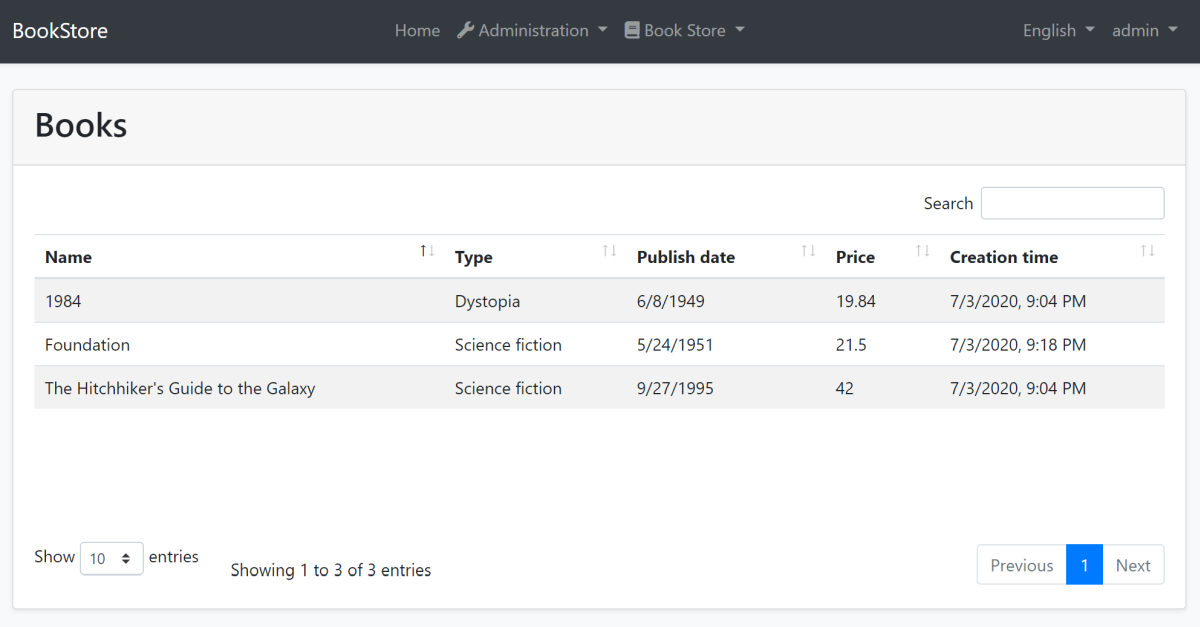 BookStore Home Administration Book Store English admin
Books
Search
Name Type Publish date Price Creation time
1984 Dystopia 6/8/1949 19.84 7/3/2020, 9:04 PM
Foundation Science fiction 5/24/1951 21.5 7/3/2020, 9:18 PM
The Hitchhiker's Guide to the Galaxy Science fiction 9/27/1995 42 7/3/2020, 9:04 PM
Show 10 entries Showing 1 to 3 of 3 entries Previous 1 Next